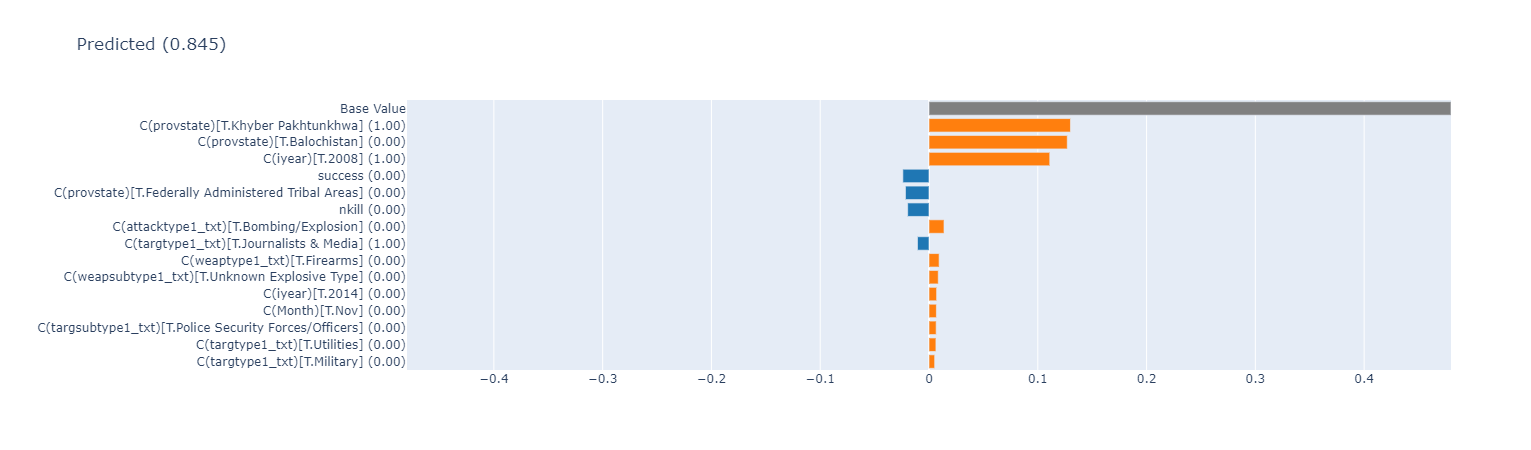 Predicted (0.845)
Base Value
C(provstate)[T.Khyber Pakhtunkhwa] (1.00)
C(provstate)[T.Balochistan] (0.00)
C(iyear)[T.2008] (1.00)
success (0.00)
C(provstate)[T.Federally Administered Tribal Areas] (0.00)
nkill (0.00)
C(attacktype1_txt)[T.Bombing/Explosion] (0.00)
C(targtype1_txt)[T.Journalists & Media] (1.00)
C(weaptype1_txt)[T.Firearms] (0.00)
C(weapsubtype1_txt)[T.Unknown Explosive Type] (0.00)
C(iyear)[T.2014] (0.00)
C(Month)[T.Nov] (0.00)
C(targsubtype1_txt)[T.Police Security Forces/Officers] (0.00)
C(targtype1_txt)[T.Utilities] (0.00)
C(targtype1_txt)[T.Military] (0.00)
−0.4 −0.3 −0.2 −0.1 0 0.1 0.2 0.3 0.4